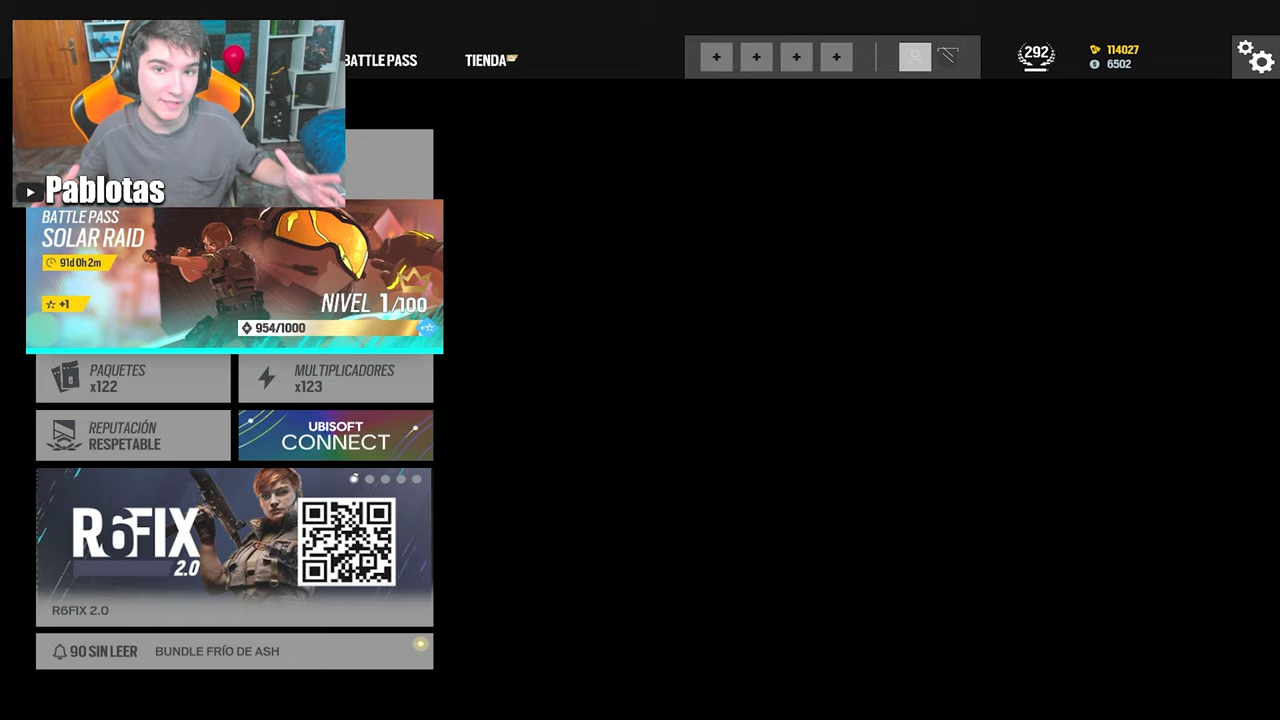 BATTLE PASS
TIENDA
292
114027
6502
Pablotas
BATTLE PASS
SOLAR RAID
91d 0h 2m
+1
NIVEL 1/100
954/1000
PAQUETES
x122
MULTIPLICADORES
x123
REPUTACIÓN
RESPETABLE
UBISOFT
CONNECT
R6FIX
2.0
R6FIX 2.0
90 SIN LEER
BUNDLE FRÍO DE ASH